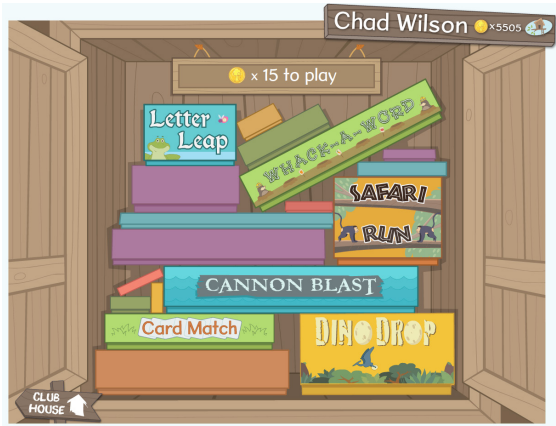 Chad Wilson x5505
x 15 to play
Letter
Leap
WHACK-A-WORD
SAFARI
RUN
CANNON BLAST
Card Match
DINO DROP
CLUB
HOUSE